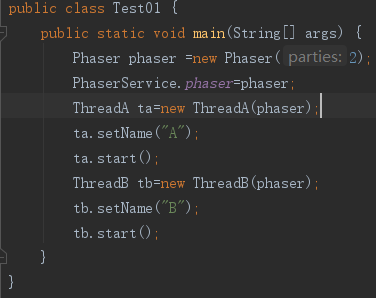 public class Test01 {
public static void main(String[] args) {
Phaser phaser =new Phaser( parties: 2);
PhaserService.phaser=phaser;
ThreadA ta=new ThreadA(phaser);
ta.setName("A");
ta.start();
ThreadB tb=new ThreadB(phaser);
tb.setName("B");
tb.start();
}
}